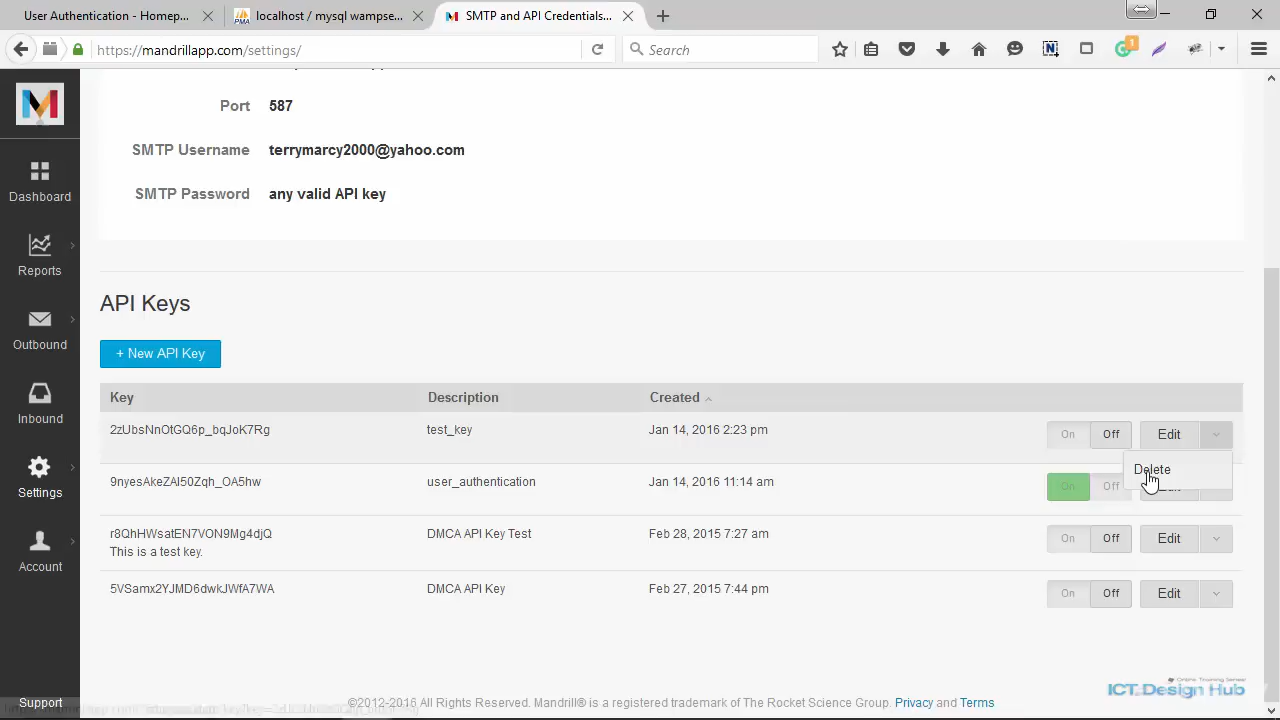 User Authentication - Homep...
localhost / mysql wampse...
SMTP and API Credentials...
https://mandrillapp.com/settings/
Search
1
Port 587
SMTP Username terrymarcy2000@yahoo.com
SMTP Password any valid API key
Dashboard
Reports
Outbound
Inbound
Settings
Account
Support
API Keys
+ New API Key
Key Description Created
2zUbsNnOtGQ6p_bqJoK7Rg test_key Jan 14, 2016 2:23 pm On Off Edit
Delete
9nyesAkeZAl50Zqh_OA5hw user_authentication Jan 14, 2016 11:14 am On Off Edit
r8QhHWsatEN7VON9Mg4djQ DMCA API Key Test Feb 28, 2015 7:27 am On Off Edit
This is a test key.
5VSamx2YJMD6dwkJWfA7WA DMCA API Key Feb 27, 2015 7:44 pm On Off Edit
©2012-2016 All Rights Reserved. Mandrill® is a registered trademark of The Rocket Science Group. Privacy and Terms
ICT Design Hub